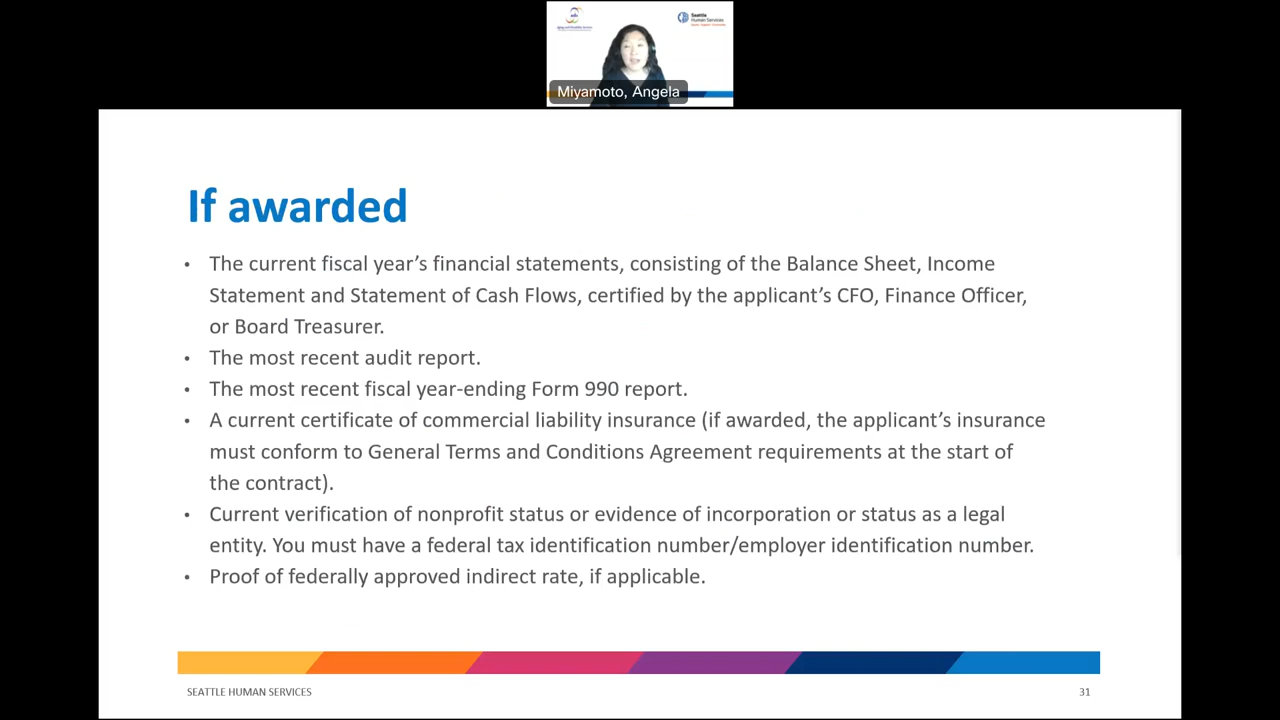 Seattle
Human Services
Miyamoto, Angela
If awarded
• The current fiscal year’s financial statements, consisting of the Balance Sheet, Income
Statement and Statement of Cash Flows, certified by the applicant’s CFO, Finance Officer,
or Board Treasurer.
• The most recent audit report.
• The most recent fiscal year-ending Form 990 report.
• A current certificate of commercial liability insurance (if awarded, the applicant’s insurance
must conform to General Terms and Conditions Agreement requirements at the start of
the contract).
• Current verification of nonprofit status or evidence of incorporation or status as a legal
entity. You must have a federal tax identification number/employer identification number.
• Proof of federally approved indirect rate, if applicable.
SEATTLE HUMAN SERVICES
31